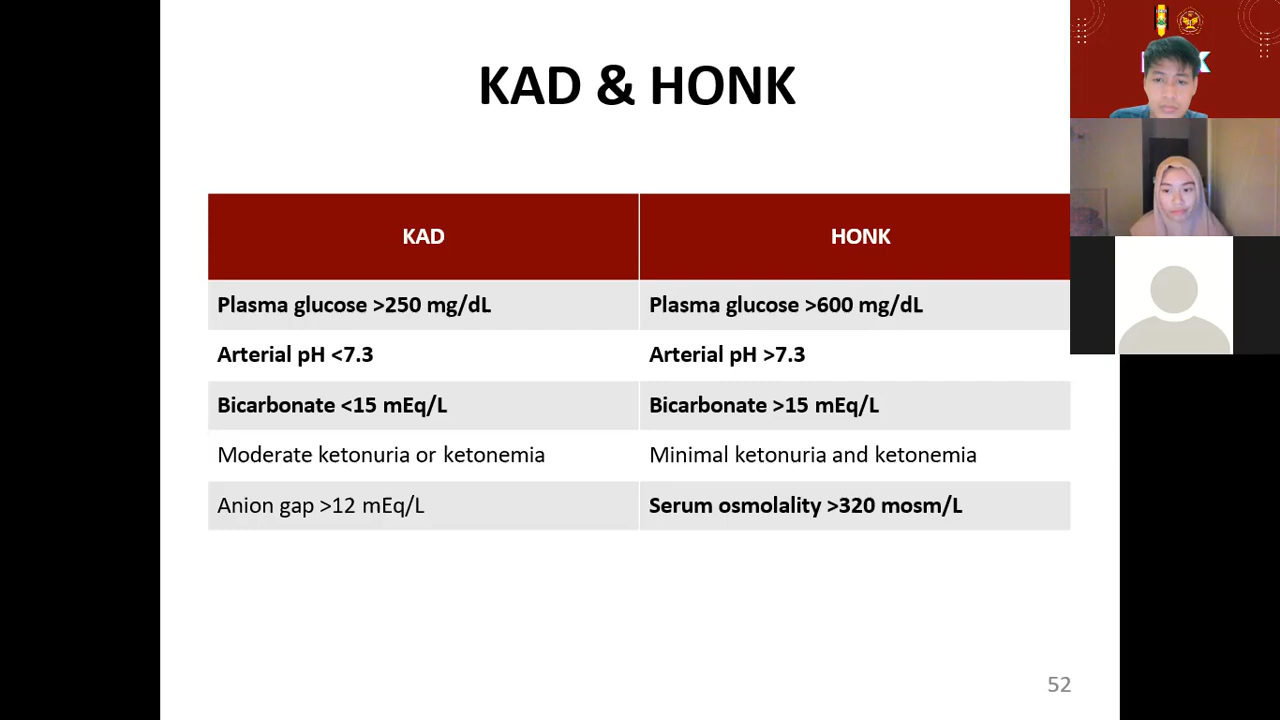 KAD & HONK
KAD
HONK
Plasma glucose >250 mg/dL
Plasma glucose >600 mg/dL
Arterial pH <7.3
Arterial pH >7.3
Bicarbonate <15 mEq/L
Bicarbonate >15 mEq/L
Moderate ketonuria or ketonemia
Minimal ketonuria and ketonemia
Anion gap >12 mEq/L
Serum osmolality >320 mosm/L
52